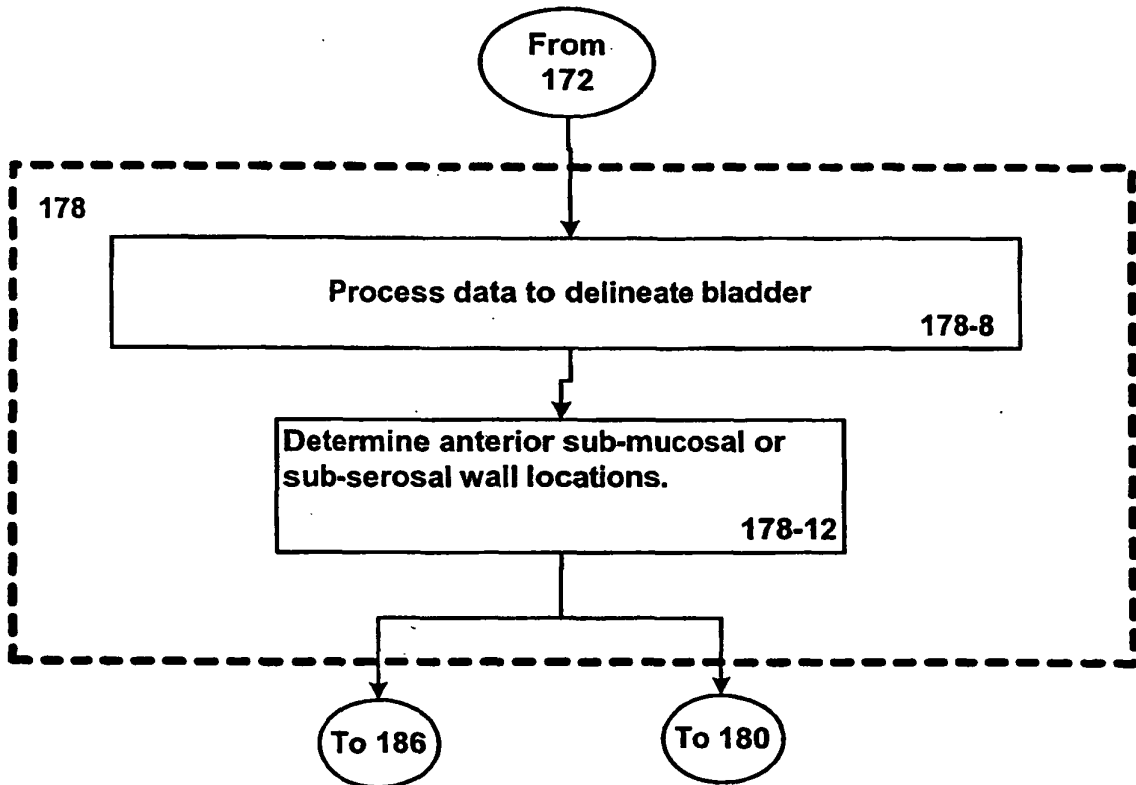 From
172
178
Process data to delineate bladder
178-8
Determine anterior sub-mucosal or
sub-serosal wall locations.
178-12
To 186
To 180